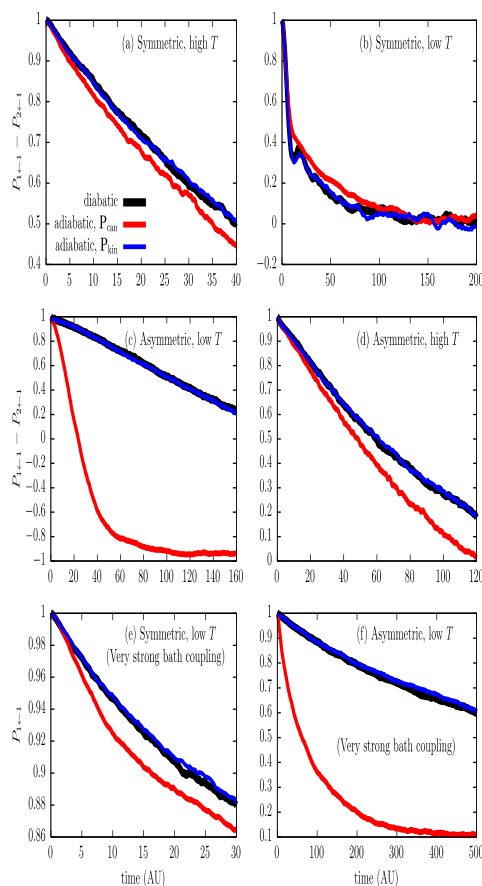 (a) Symmetric, high T
P1←1 − P2←1
1
0.9
0.8
0.7
0.6
0.5
0.4
diabatic
adiabatic, Pcan
adiabatic, Pkin
0 5 10 15 20 25 30 35 40
(b) Symmetric, low T
1
0.8
0.6
0.4
0.2
0
−0.2
0 50 100 150 200
(c) Asymmetric, low T
P1←1 − P2←1
1
0.8
0.6
0.4
0.2
0
−0.2
−0.4
−0.6
−0.8
−1
0 20 40 60 80 100 120 140 160
(d) Asymmetric, high T
1
0.9
0.8
0.7
0.6
0.5
0.4
0.3
0.2
0.1
0
0 20 40 60 80 100 120
(e) Symmetric, low T
(Very strong bath coupling)
P1←1
1
0.98
0.96
0.94
0.92
0.9
0.88
0.86
0 5 10 15 20 25 30
time (AU)
(f) Asymmetric, low T
(Very strong bath coupling)
1
0.9
0.8
0.7
0.6
0.5
0.4
0.3
0.2
0.1
0 100 200 300 400 500
time (AU)